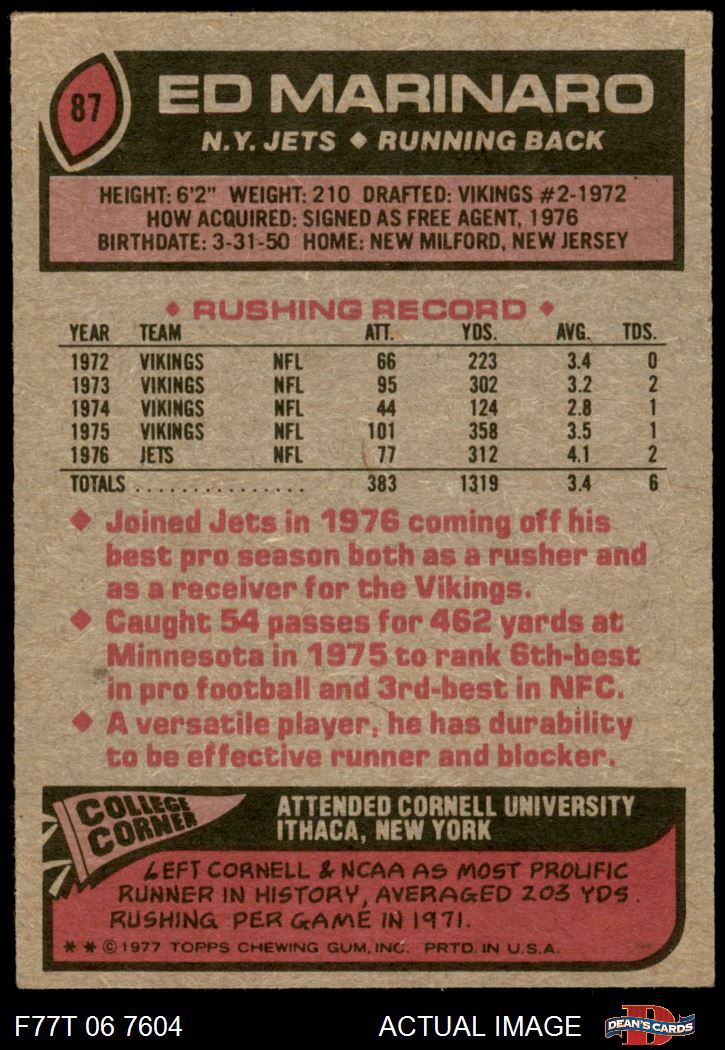 87
ED MARINARO
N.Y. JETS ◆ RUNNING BACK
HEIGHT: 6'2" WEIGHT: 210 DRAFTED: VIKINGS #2-1972
HOW ACQUIRED: SIGNED AS FREE AGENT, 1976
BIRTHDATE: 3-31-50 HOME: NEW MILFORD, NEW JERSEY
◆ RUSHING RECORD ◆
YEAR TEAM ATT. YDS. AVG. TDS.
1972 VIKINGS NFL 66 223 3.4 0
1973 VIKINGS NFL 95 302 3.2 2
1974 VIKINGS NFL 44 124 2.8 1
1975 VIKINGS NFL 101 358 3.5 1
1976 JETS NFL 77 312 4.1 2
TOTALS ................ 383 1319 3.4 6
◆ Joined Jets in 1976 coming off his
best pro season both as a rusher and
as a receiver for the Vikings.
◆ Caught 54 passes for 462 yards at
Minnesota in 1975 to rank 6th-best
in pro football and 3rd-best in NFC.
◆ A versatile player, he has durability
to be effective runner and blocker.
COLLEGE
CORNER
ATTENDED CORNELL UNIVERSITY
ITHACA, NEW YORK
LEFT CORNELL & NCAA AS MOST PROLIFIC
RUNNER IN HISTORY, AVERAGED 203 YDS.
RUSHING PER GAME IN 1971.
* * © 1977 TOPPS CHEWING GUM, INC. PRTD. IN U.S.A.
F77T 06 7604 ACTUAL IMAGE
D
DEAN'S CARDS